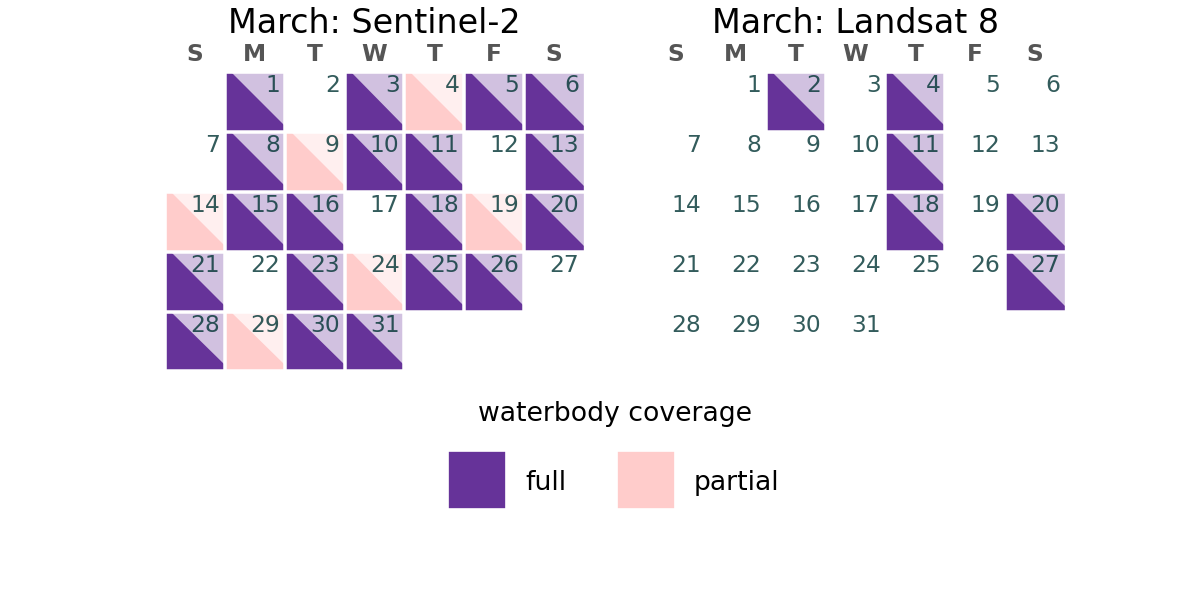 March: Sentinel-2
S M T W T F S
1 2 3 4 5 6
7 8 9 10 11 12 13
14 15 16 17 18 19 20
21 22 23 24 25 26 27
28 29 30 31
March: Landsat 8
S M T W T F S
1 2 3 4 5 6
7 8 9 10 11 12 13
14 15 16 17 18 19 20
21 22 23 24 25 26 27
28 29 30 31
waterbody coverage
full partial